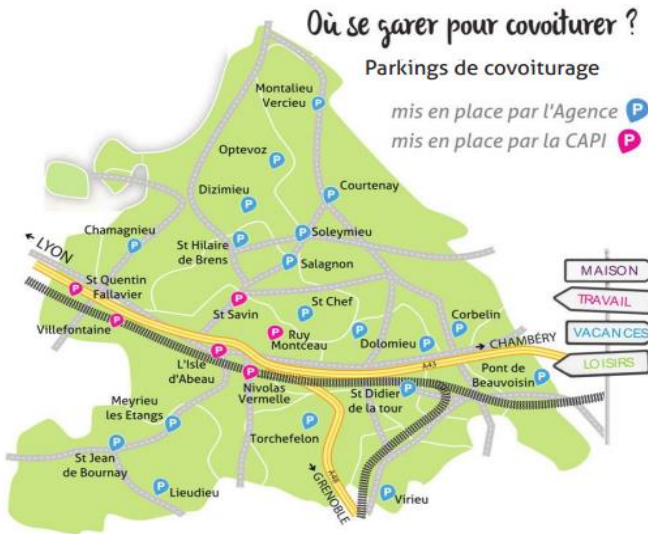 Où se garer pour covoiturer ?
Parkings de covoiturage
mis en place par l'Agence P
mis en place par la CAPI P
Montalieu
Vercieu
Optevoz
Dizimieu
Courtenay
Chamagnieu
St Hilaire
de Brens
Soleymieu
Salagnon
LYON
St Quentin
Fallavier
St Savin
St Chef
Villefontaine
Ruy
Montceau
Dolomieu
Corbelin
CHAMBÉRY
MAISON
TRAVAIL
VACANCES
LOISIRS
L'Isle
d'Abeau
A43
Nivolas
Vermelle
St Didier
de la tour
Pont de
Beauvoisin
Meyrieu
les Etangs
Torchefelon
St Jean
de Bournay
Lieudieu
A48
GRENOBLE
Virieu